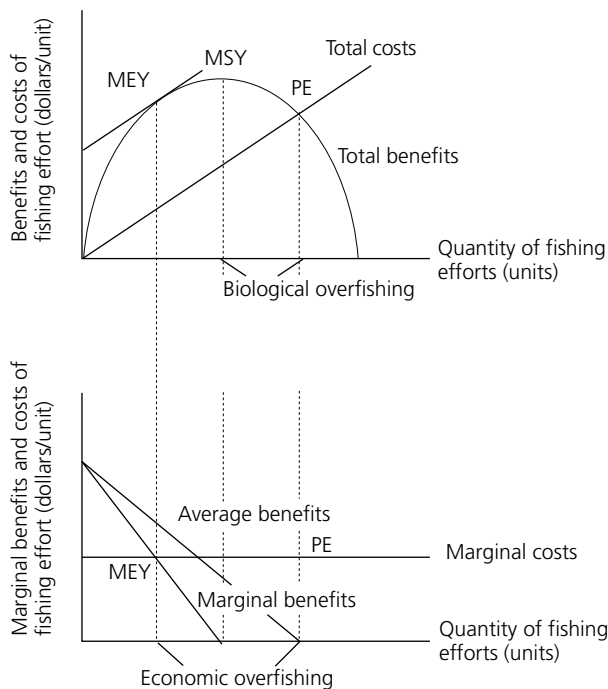 Benefits and costs of
fishing effort (dollars/unit)
MEY
MSY
Total costs
PE
Total benefits
Quantity of fishing
efforts (units)
Biological overfishing
Marginal benefits and costs of
fishing effort (dollars/unit)
Average benefits
PE
Marginal costs
MEY
Marginal benefits
Quantity of fishing
efforts (units)
Economic overfishing